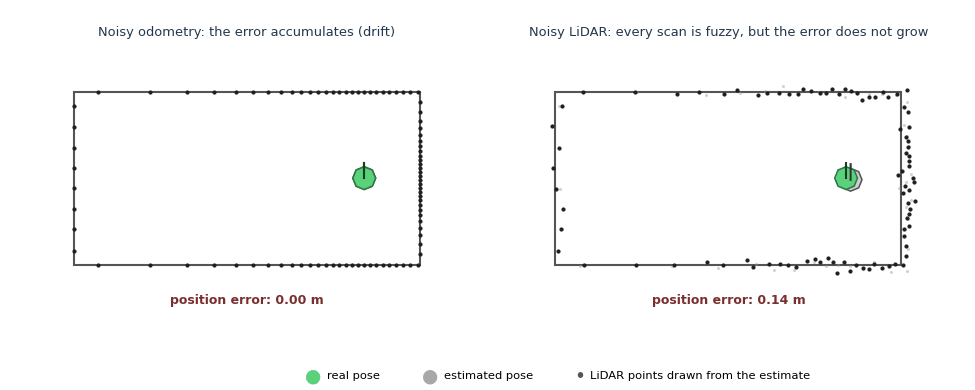 Noisy odometry: the error accumulates (drift)
Noisy LiDAR: every scan is fuzzy, but the error does not grow
position error: 0.00 m
position error: 0.14 m
real pose
estimated pose
LiDAR points drawn from the estimate